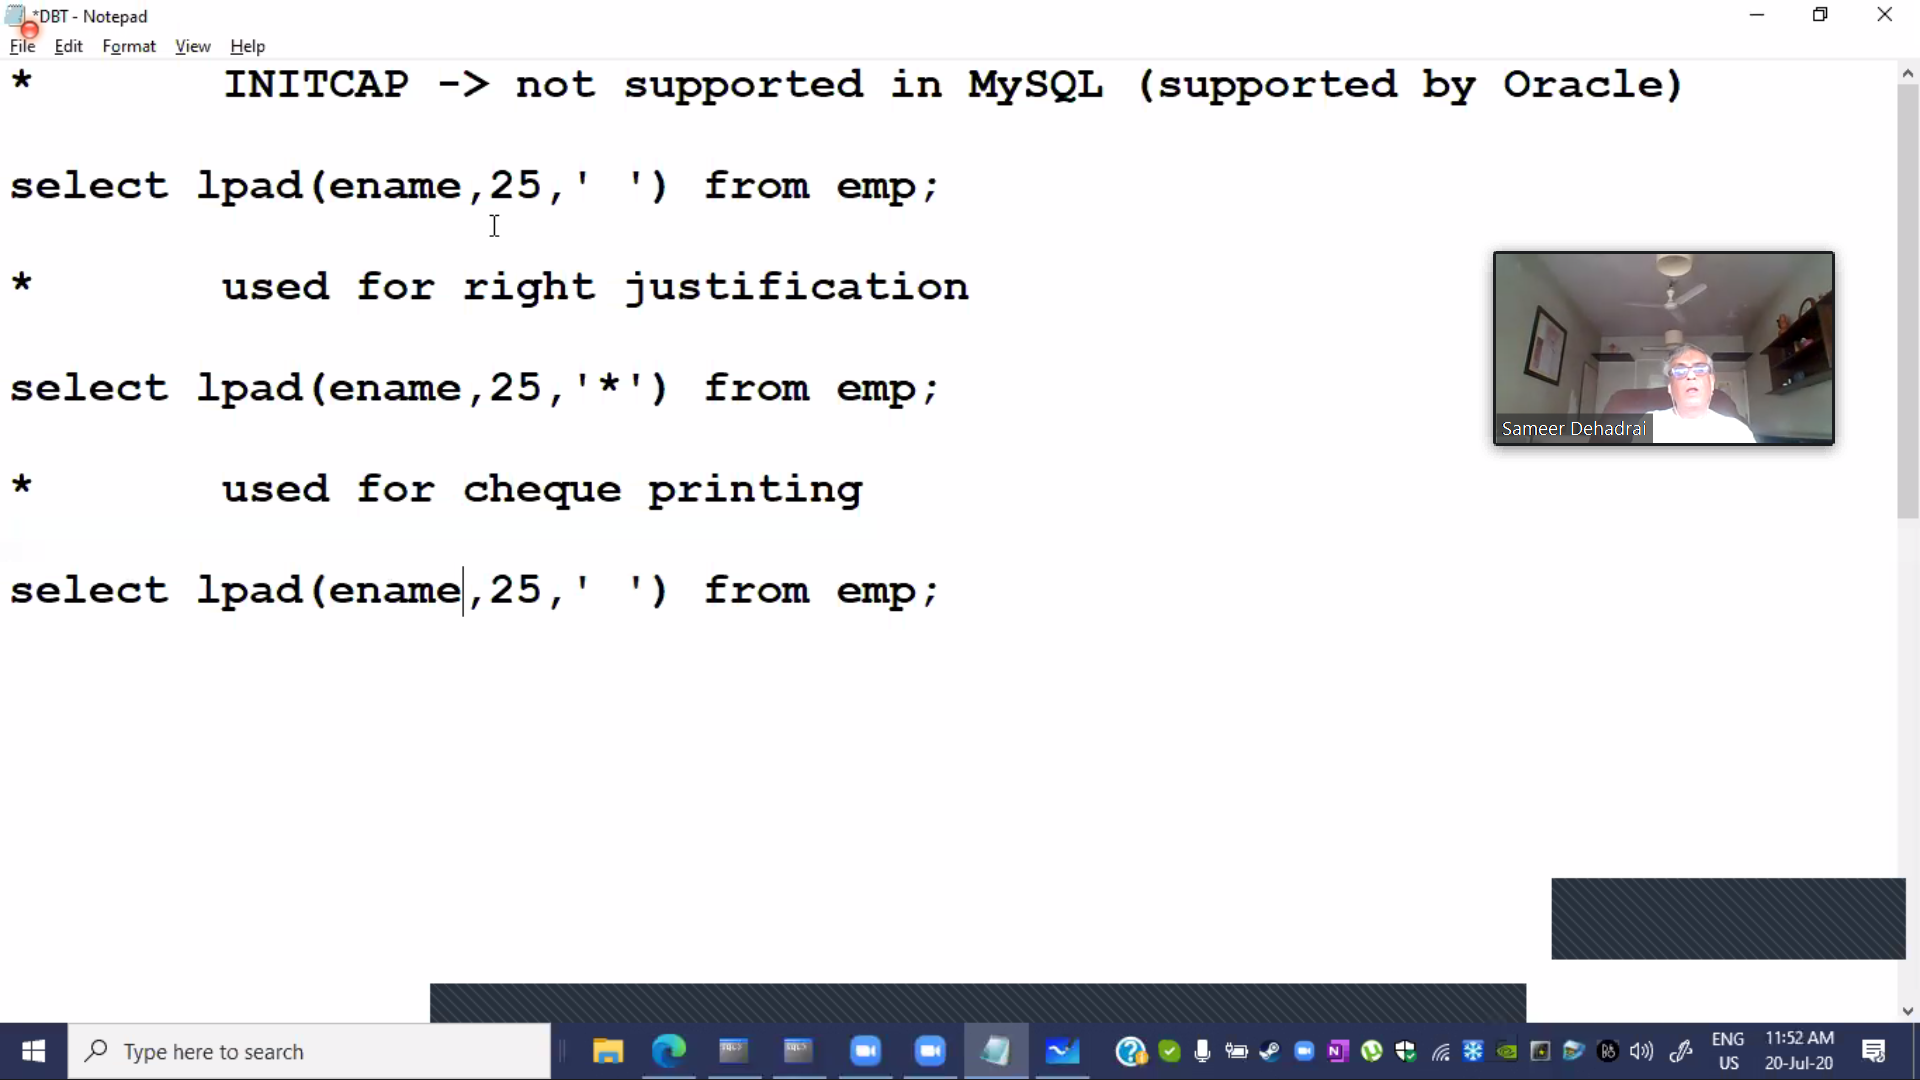 *DBT - Notepad
File Edit Format View Help
* INITCAP -> not supported in MySQL (supported by Oracle)
select lpad(ename,25,' ') from emp;
* used for right justification
select lpad(ename,25,'*') from emp;
* used for cheque printing
select lpad(ename,25,' ') from emp;
Sameer Dehadrai
Type here to search
ENG
US
11:52 AM
20-Jul-20